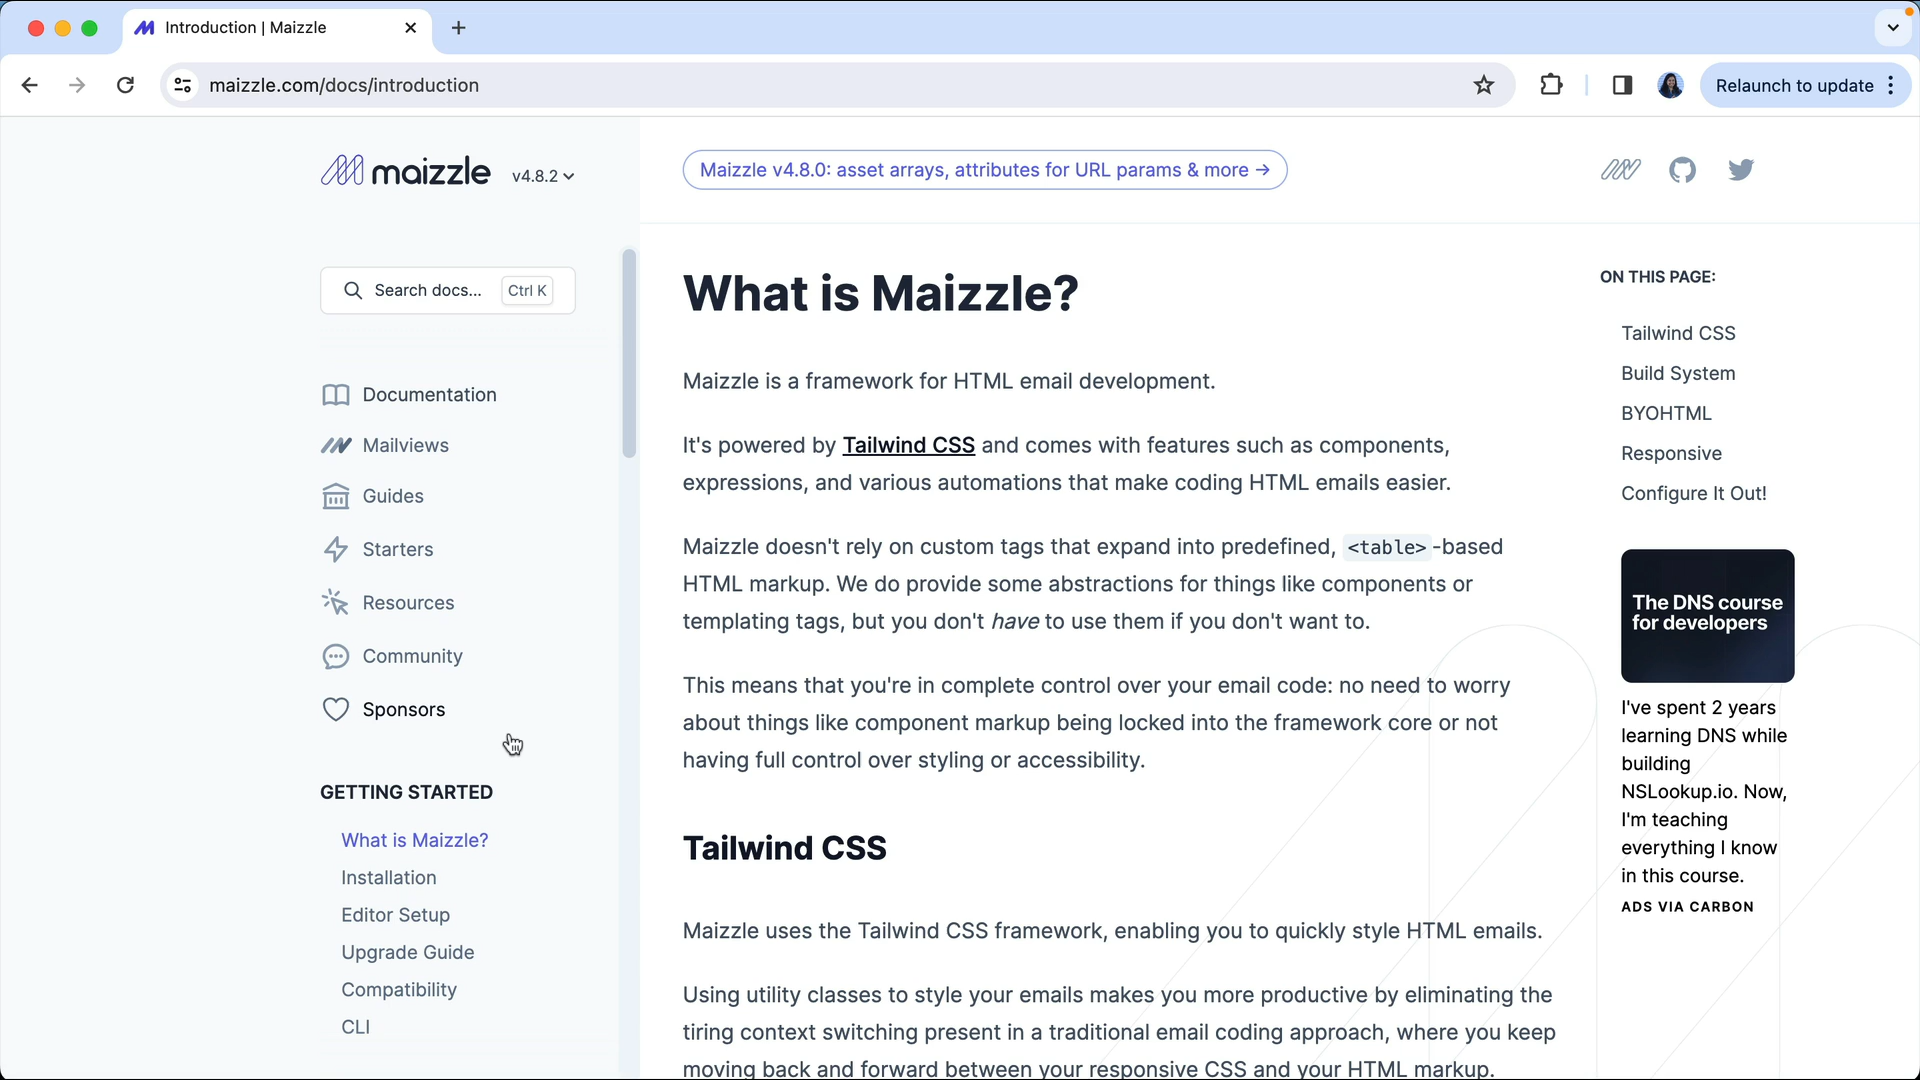 Introduction | Maizzle
maizzle.com/docs/introduction
Relaunch to update
maizzle
v4.8.2
Maizzle v4.8.0: asset arrays, attributes for URL params & more →
Search docs...
Ctrl K
Documentation
Mailviews
Guides
Starters
Resources
Community
Sponsors
GETTING STARTED
What is Maizzle?
Installation
Editor Setup
Upgrade Guide
Compatibility
CLI
What is Maizzle?
Maizzle is a framework for HTML email development.
It's powered by Tailwind CSS and comes with features such as components,
expressions, and various automations that make coding HTML emails easier.
Maizzle doesn't rely on custom tags that expand into predefined, <table>-based
HTML markup. We do provide some abstractions for things like components or
templating tags, but you don't have to use them if you don't want to.
This means that you're in complete control over your email code: no need to worry
about things like component markup being locked into the framework core or not
having full control over styling or accessibility.
Tailwind CSS
Maizzle uses the Tailwind CSS framework, enabling you to quickly style HTML emails.
Using utility classes to style your emails makes you more productive by eliminating the
tiring context switching present in a traditional email coding approach, where you keep
moving back and forward between your responsive CSS and your HTML markup.
ON THIS PAGE:
Tailwind CSS
Build System
BYOHTML
Responsive
Configure It Out!
The DNS course
for developers
I've spent 2 years
learning DNS while
building
NSLookup.io. Now,
I'm teaching
everything I know
in this course.
ADS VIA CARBON